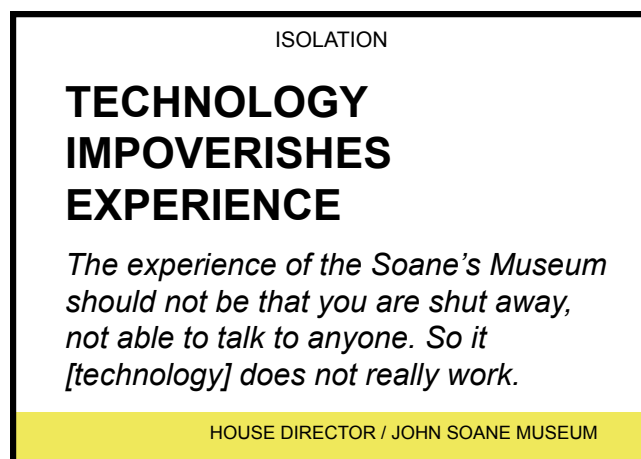 ISOLATION
TECHNOLOGY
IMPOVERISHES
EXPERIENCE
The experience of the Soane’s Museum
should not be that you are shut away,
not able to talk to anyone. So it
[technology] does not really work.
HOUSE DIRECTOR / JOHN SOANE MUSEUM